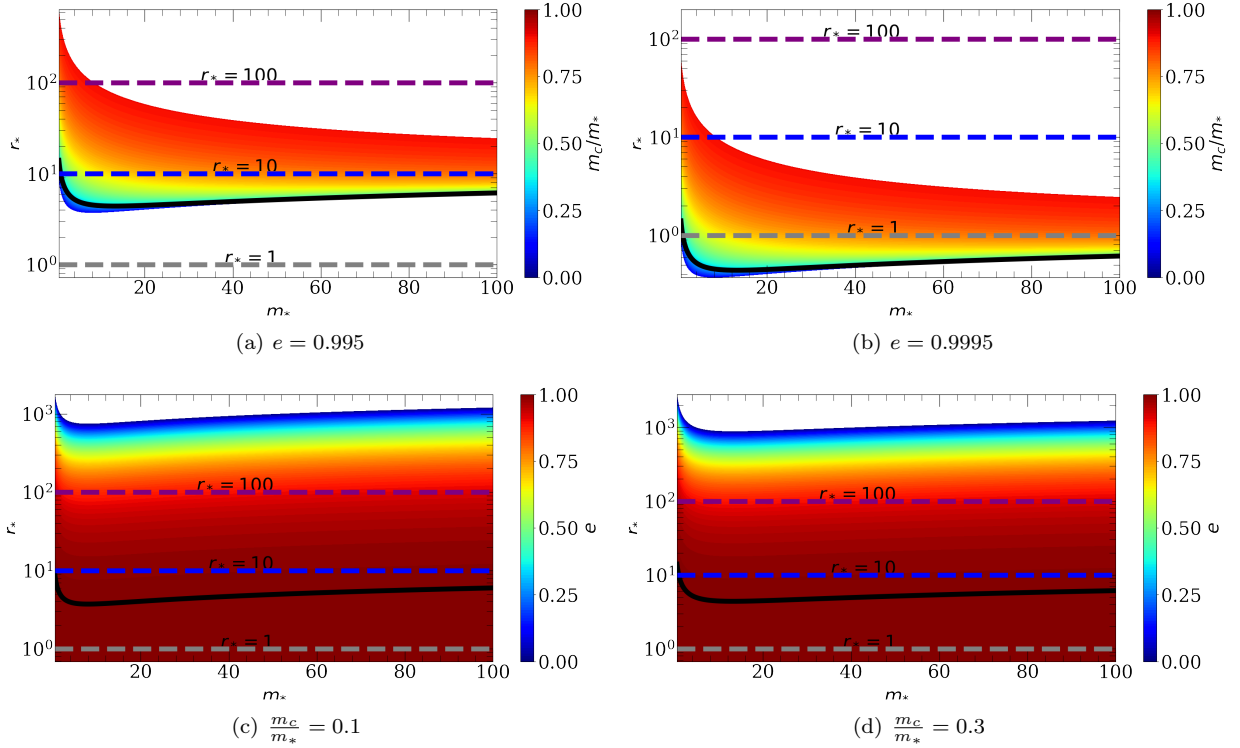 r* = 100
r* = 10
r* = 1
10²
10¹
10⁰
r*
20 40 60 80 100
m*
1.00
0.75
0.50
0.25
0.00
m_c/m*
(a) e = 0.995
r* = 100
r* = 10
r* = 1
10²
10¹
10⁰
r*
20 40 60 80 100
m*
1.00
0.75
0.50
0.25
0.00
m_c/m*
(b) e = 0.9995
r* = 100
r* = 10
r* = 1
10³
10²
10¹
10⁰
r*
20 40 60 80 100
m*
1.00
0.75
0.50
0.25
0.00
e
(c) m_c/m* = 0.1
r* = 100
r* = 10
r* = 1
10³
10²
10¹
10⁰
r*
20 40 60 80 100
m*
1.00
0.75
0.50
0.25
0.00
e
(d) m_c/m* = 0.3